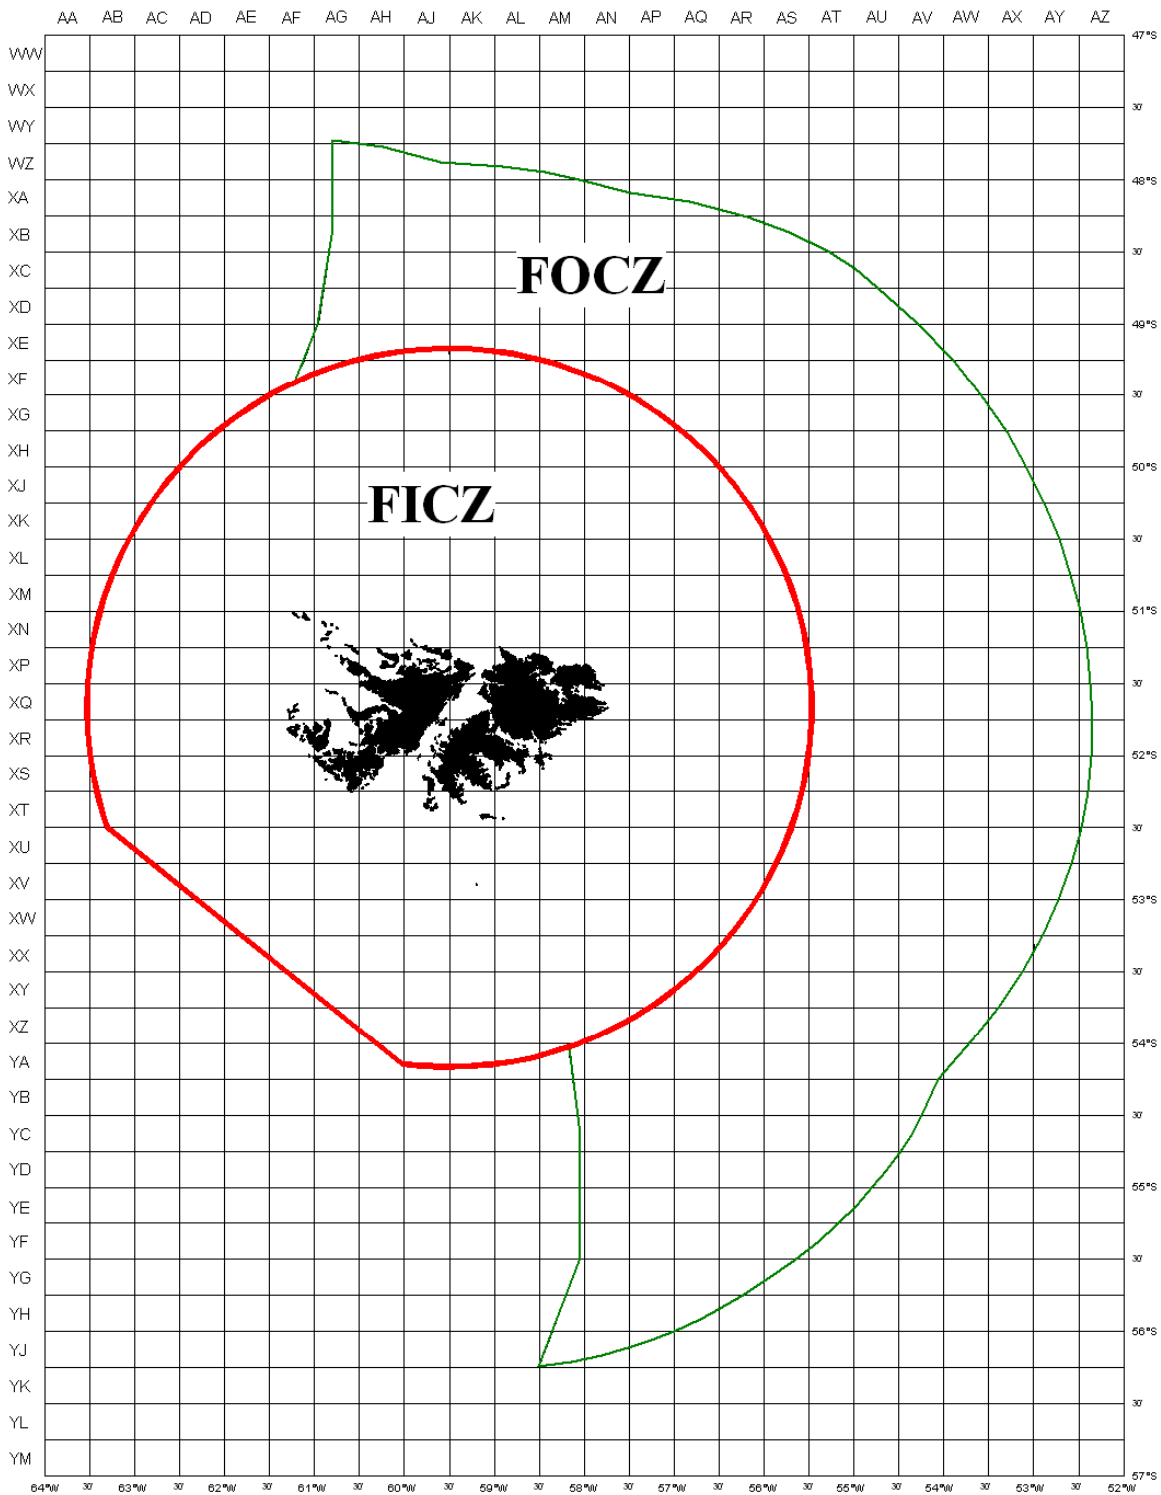 AA AB AC AD AE AF AG AH AJ AK AL AM AN AP AQ AR AS AT AU AV AW AX AY AZ
47°S
WW
WX
30'
WY
WZ
48°S
XA
XB
30'
XC
FOCZ
XD
49°S
XE
XF
30'
XG
XH
50°S
XJ
FICZ
XK
30'
XL
XM
51°S
XN
XP
30'
XQ
XR
52°S
XS
XT
30'
XU
XV
53°S
XW
XX
30'
XY
XZ
54°S
YA
YB
30'
YC
YD
55°S
YE
YF
30'
YG
YH
56°S
YJ
YK
30'
YL
YM
57°S
64°W 30' 63°W 30' 62°W 30' 61°W 30' 60°W 30' 59°W 30' 58°W 30' 57°W 30' 56°W 30' 55°W 30' 54°W 30' 53°W 30' 52°W